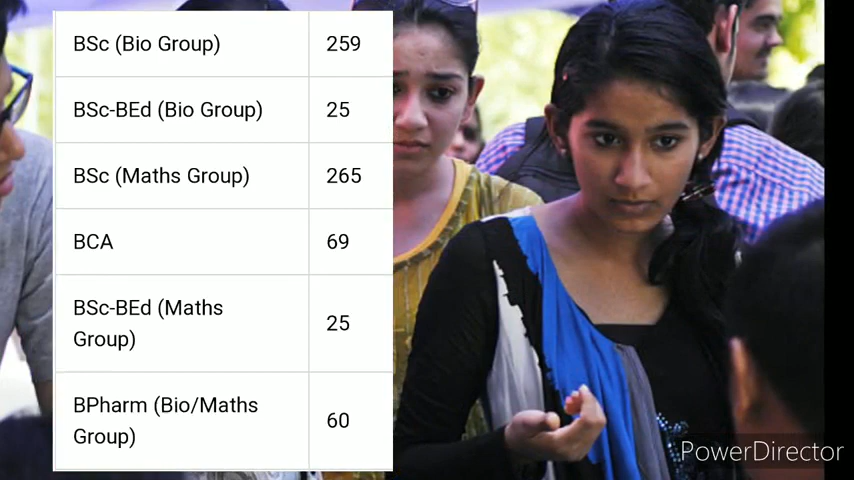 BSc (Bio Group) 259
BSc-BEd (Bio Group) 25
BSc (Maths Group) 265
BCA 69
BSc-BEd (Maths
Group) 25
BPharm (Bio/Maths
Group) 60
PowerDirector